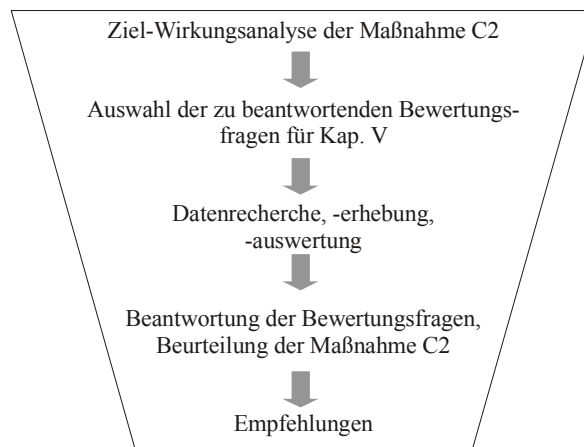 Ziel-Wirkungsanalyse der Maßnahme C2
Auswahl der zu beantwortenden Bewertungs-
fragen für Kap. V
Datenrecherche, -erhebung,
-auswertung
Beantwortung der Bewertungsfragen,
Beurteilung der Maßnahme C2
Empfehlungen